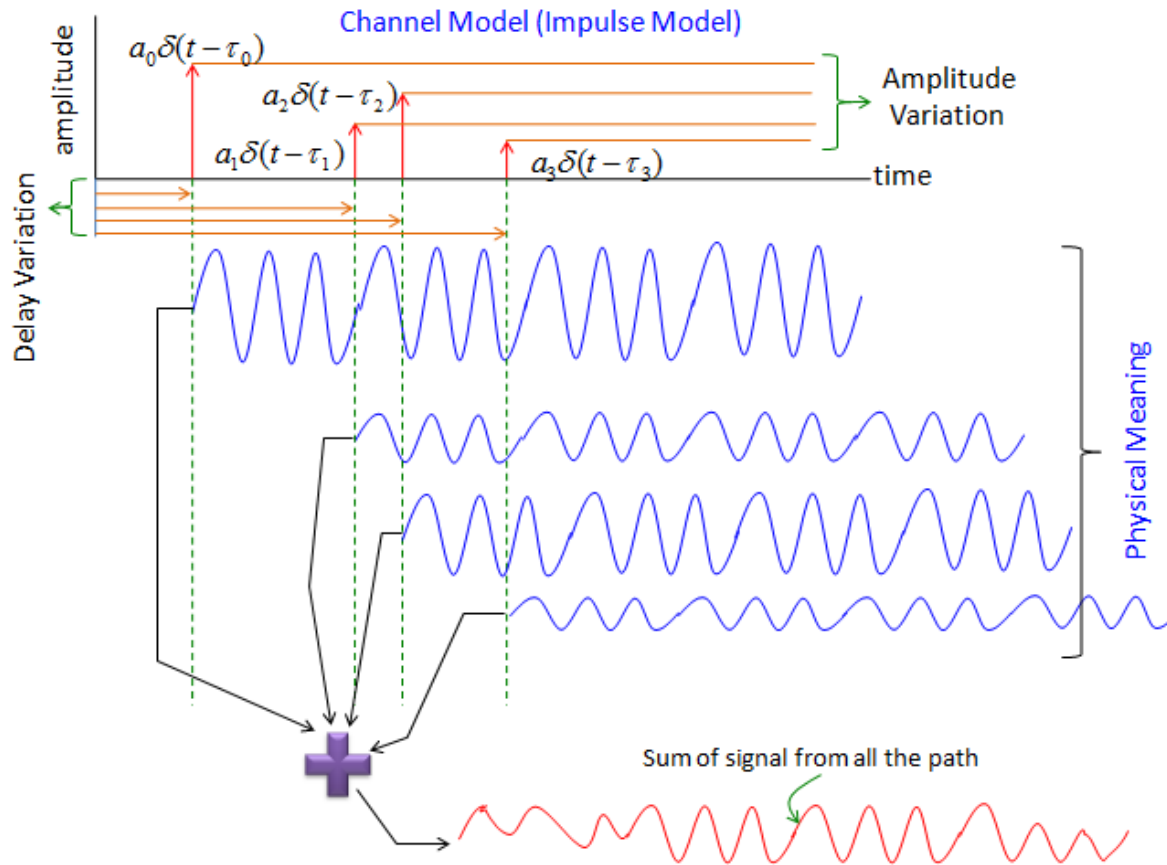 Channel Model (Impulse Model)
amplitude
a₀δ(t − τ₀)
a₂δ(t − τ₂)
a₁δ(t − τ₁)
a₃δ(t − τ₃)
Amplitude
Variation
time
Delay Variation
Physical Meaning
Sum of signal from all the path